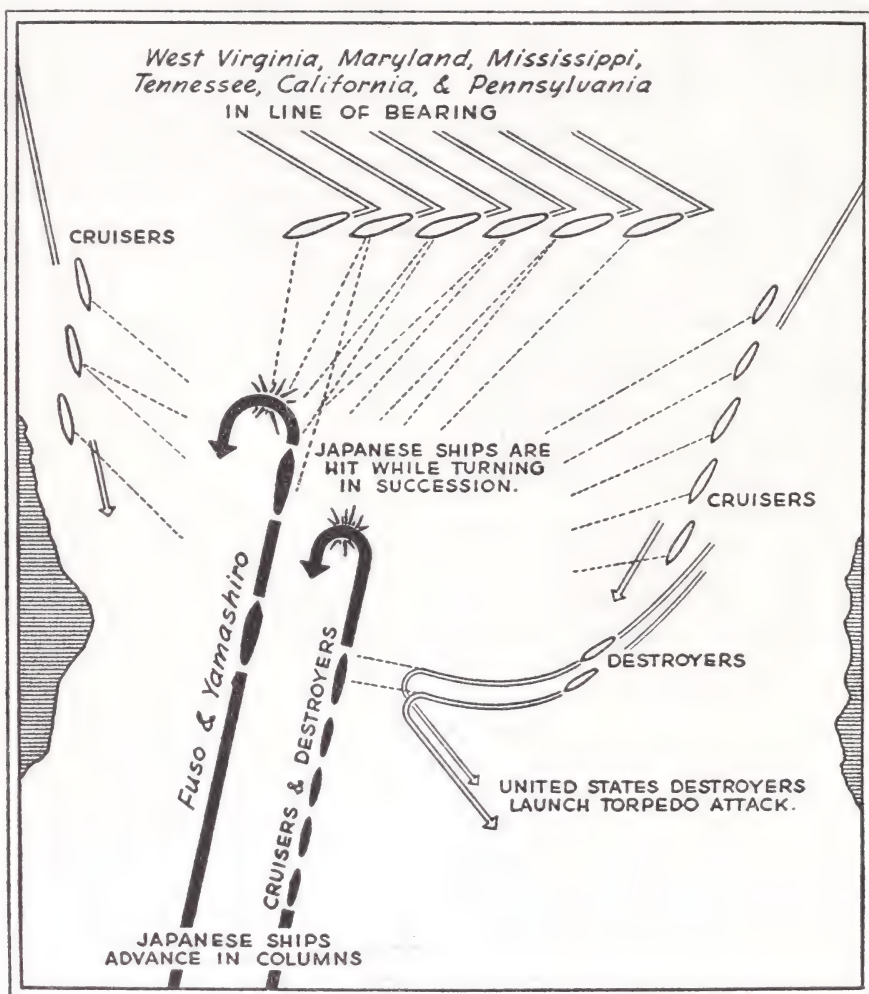 West Virginia, Maryland, Mississippi,
Tennessee, California, & Pennsylvania
IN LINE OF BEARING
CRUISERS
JAPANESE SHIPS ARE
HIT WHILE TURNING
IN SUCCESSION.
CRUISERS
Fuso & Yamashiro
CRUISERS & DESTROYERS
DESTROYERS
UNITED STATES DESTROYERS
LAUNCH TORPEDO ATTACK.
JAPANESE SHIPS
ADVANCE IN COLUMNS